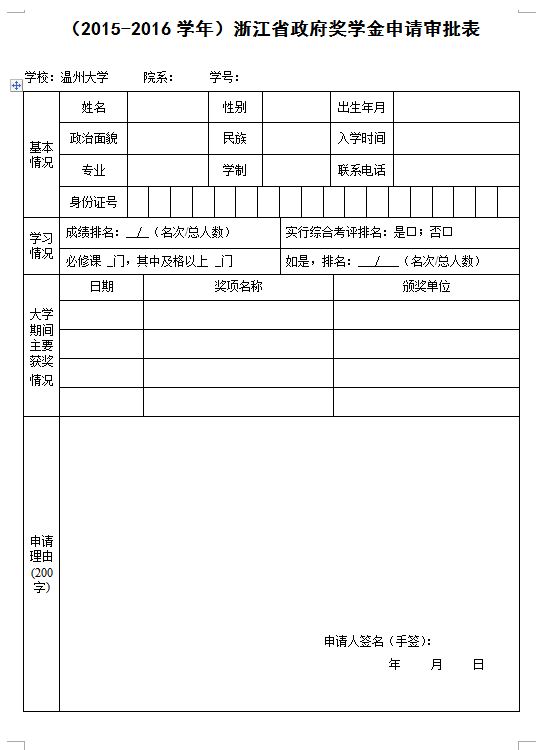 （2015-2016 学年）浙江省政府奖学金申请审批表
学校：温州大学 院系： 学号：
基本
情况
姓名 性别 出生年月
政治面貌 民族 入学时间
专业 学制 联系电话
身份证号
学习
情况
成绩排名：__/__（名次/总人数） 实行综合考评排名：是□；否□
必修课 _门，其中及格以上 _门 如是，排名：___/___（名次/总人数）
大学
期间
主要
获奖
情况
日期 奖项名称 颁奖单位
申请
理由
(200
字)
申请人签名（手签）：
年 月 日